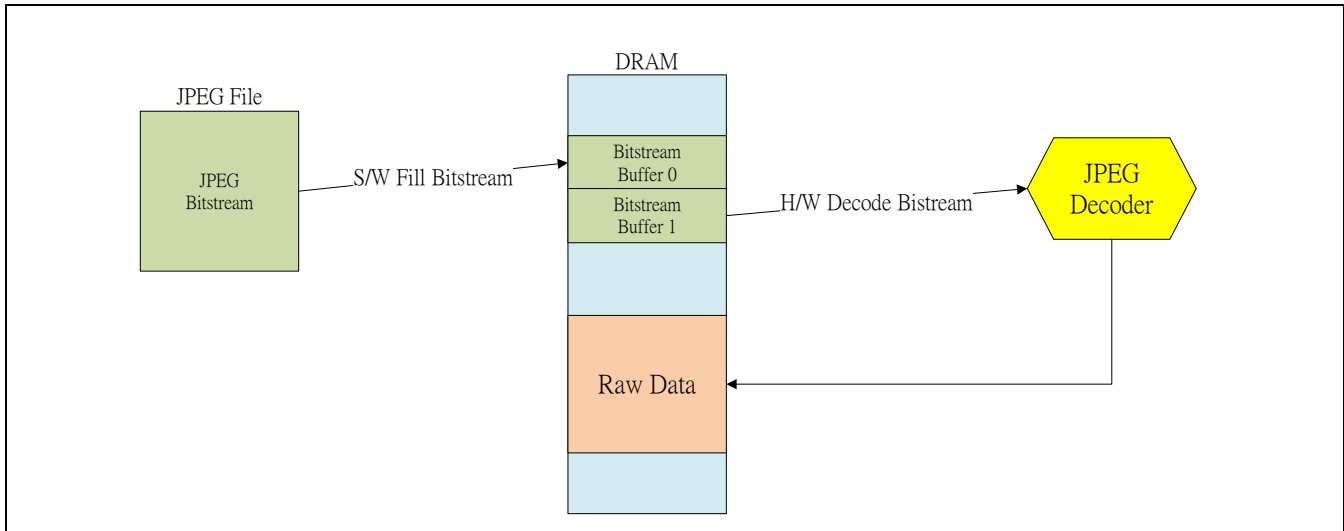 DRAM
JPEG File
JPEG
Bitstream
S/W Fill Bitstream
Bitstream
Buffer 0
Bitstream
Buffer 1
H/W Decode Bistream
JPEG
Decoder
Raw Data